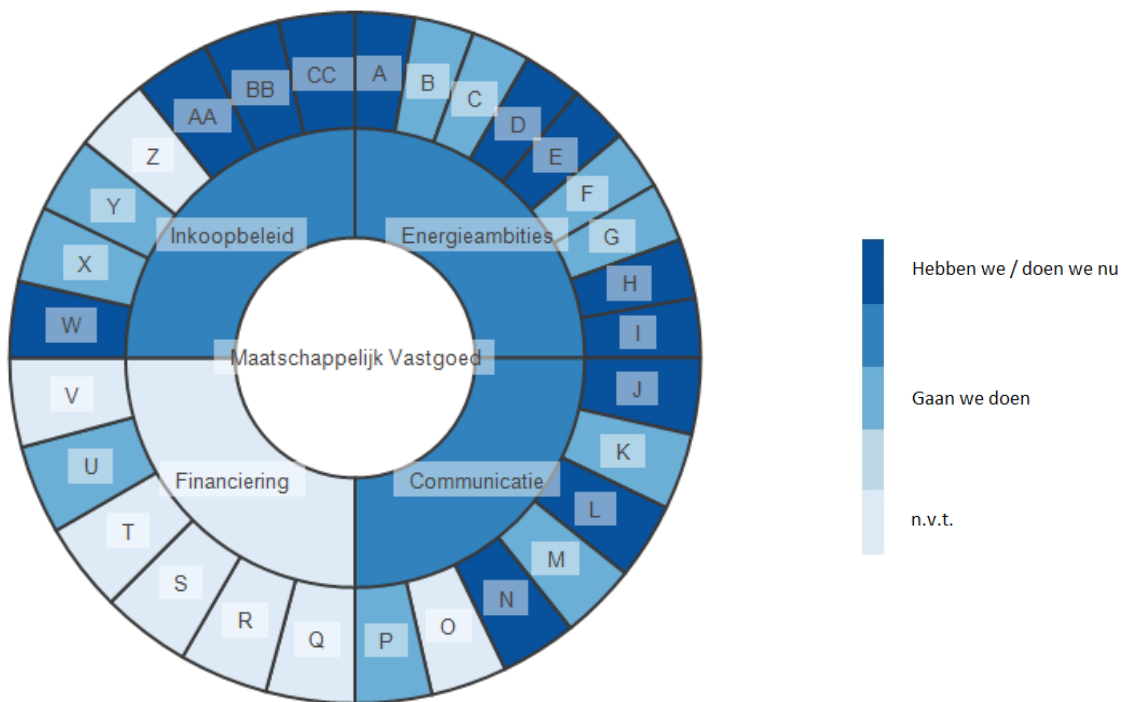 CC
A
BB
B
C
AA
D
Z
E
Y
F
Inkoopbeleid
Energieambities
G
X
H
W
I
Maatschappelijk Vastgoed
V
J
U
K
Financiering
Communicatie
L
T
M
S
N
R
Q
P
O
Hebben we / doen we nu
Gaan we doen
n.v.t.